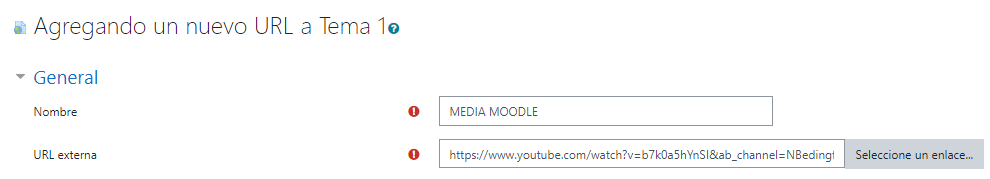 Agregando un nuevo URL a Tema 1
General
Nombre
MEDIA MOODLE
URL externa
https://www.youtube.com/watch?v=b7k0a5hYnSI&ab_channel=NBeding
Seleccione un enlace...